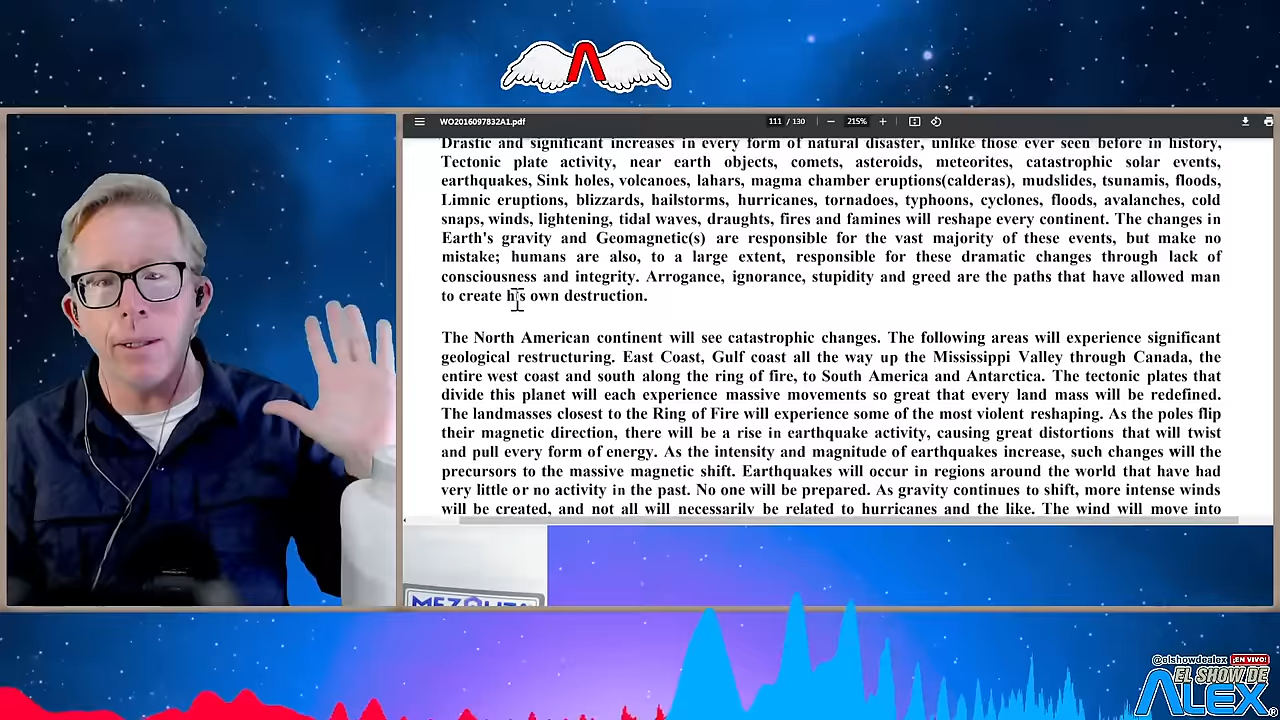 WO2016097832A1.pdf
111 / 130
215%
Drastic and significant increases in every form of natural disaster, unlike those ever seen before in history,
Tectonic plate activity, near earth objects, comets, asteroids, meteorites, catastrophic solar events,
earthquakes, Sink holes, volcanoes, lahars, magma chamber eruptions(calderas), mudslides, tsunamis, floods,
Limnic eruptions, blizzards, hailstorms, hurricanes, tornadoes, typhoons, cyclones, floods, avalanches, cold
snaps, winds, lightening, tidal waves, draughts, fires and famines will reshape every continent. The changes in
Earth's gravity and Geomagnetic(s) are responsible for the vast majority of these events, but make no
mistake; humans are also, to a large extent, responsible for these dramatic changes through lack of
consciousness and integrity. Arrogance, ignorance, stupidity and greed are the paths that have allowed man
to create his own destruction.
The North American continent will see catastrophic changes. The following areas will experience significant
geological restructuring. East Coast, Gulf coast all the way up the Mississippi Valley through Canada, the
entire west coast and south along the ring of fire, to South America and Antarctica. The tectonic plates that
divide this planet will each experience massive movements so great that every land mass will be redefined.
The landmasses closest to the Ring of Fire will experience some of the most violent reshaping. As the poles flip
their magnetic direction, there will be a rise in earthquake activity, causing great distortions that will twist
and pull every form of energy. As the intensity and magnitude of earthquakes increase, such changes will the
precursors to the massive magnetic shift. Earthquakes will occur in regions around the world that have had
very little or no activity in the past. No one will be prepared. As gravity continues to shift, more intense winds
will be created, and not all will necessarily be related to hurricanes and the like. The wind will move into
@elshowdealex ¡EN VIVO!
EL SHOW DE
ALEX